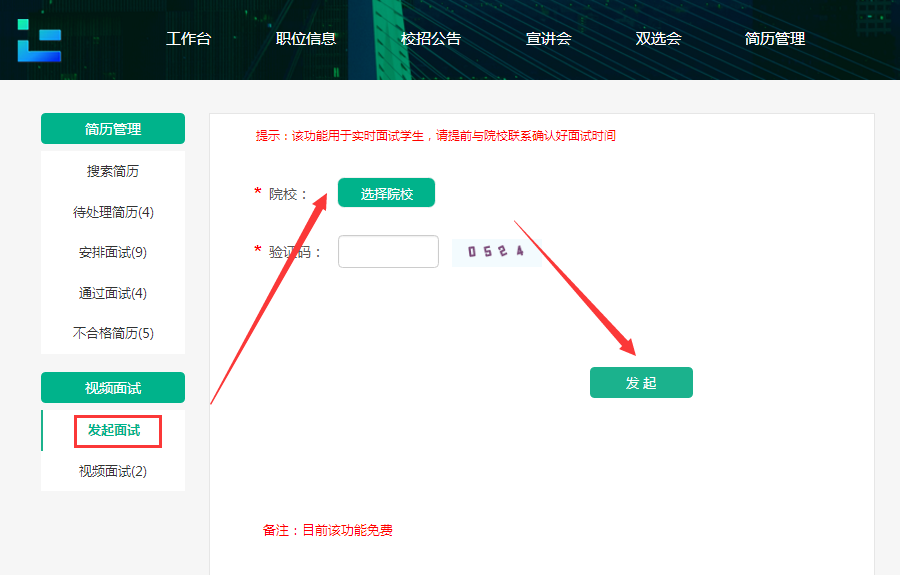 工作台 职位信息 校招公告 宣讲会 双选会 简历管理
简历管理
搜索简历
待处理简历(4)
安排面试(9)
通过面试(4)
不合格简历(5)
视频面试
发起面试
视频面试(2)
提示：该功能用于实时面试学生，请提前与院校联系确认好面试时间
* 院校： 选择院校
* 验证码： 0524
发 起
备注：目前该功能免费